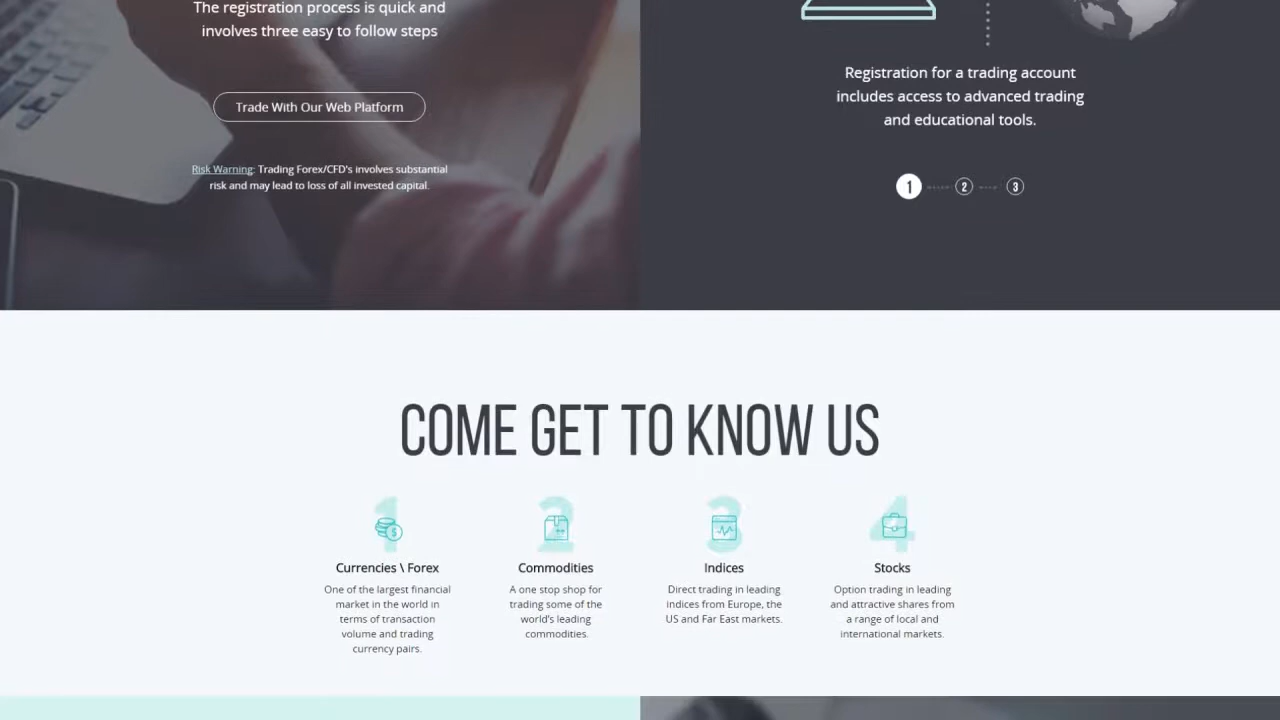 The registration process is quick and
involves three easy to follow steps
Trade With Our Web Platform
Risk Warning: Trading Forex/CFD's involves substantial
risk and may lead to loss of all invested capital.
Registration for a trading account
includes access to advanced trading
and educational tools.
1 2 3
COME GET TO KNOW US
1
Currencies \ Forex
One of the largest financial
market in the world in
terms of transaction
volume and trading
currency pairs.
2
Commodities
A one stop shop for
trading some of the
world's leading
commodities.
3
Indices
Direct trading in leading
indices from Europe, the
US and Far East markets.
4
Stocks
Option trading in leading
and attractive shares from
a range of local and
international markets.